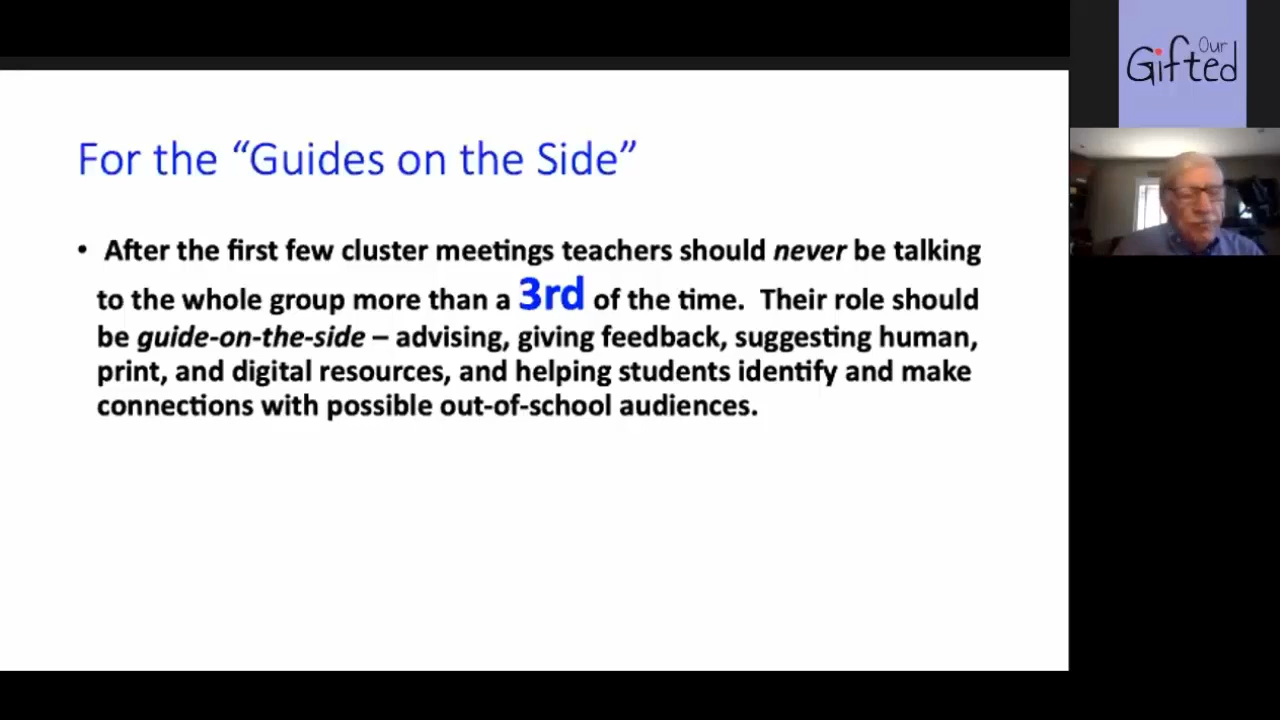 For the “Guides on the Side”
• After the first few cluster meetings teachers should never be talking
to the whole group more than a 3rd of the time. Their role should
be guide-on-the-side – advising, giving feedback, suggesting human,
print, and digital resources, and helping students identify and make
connections with possible out-of-school audiences.
Our
Gifted